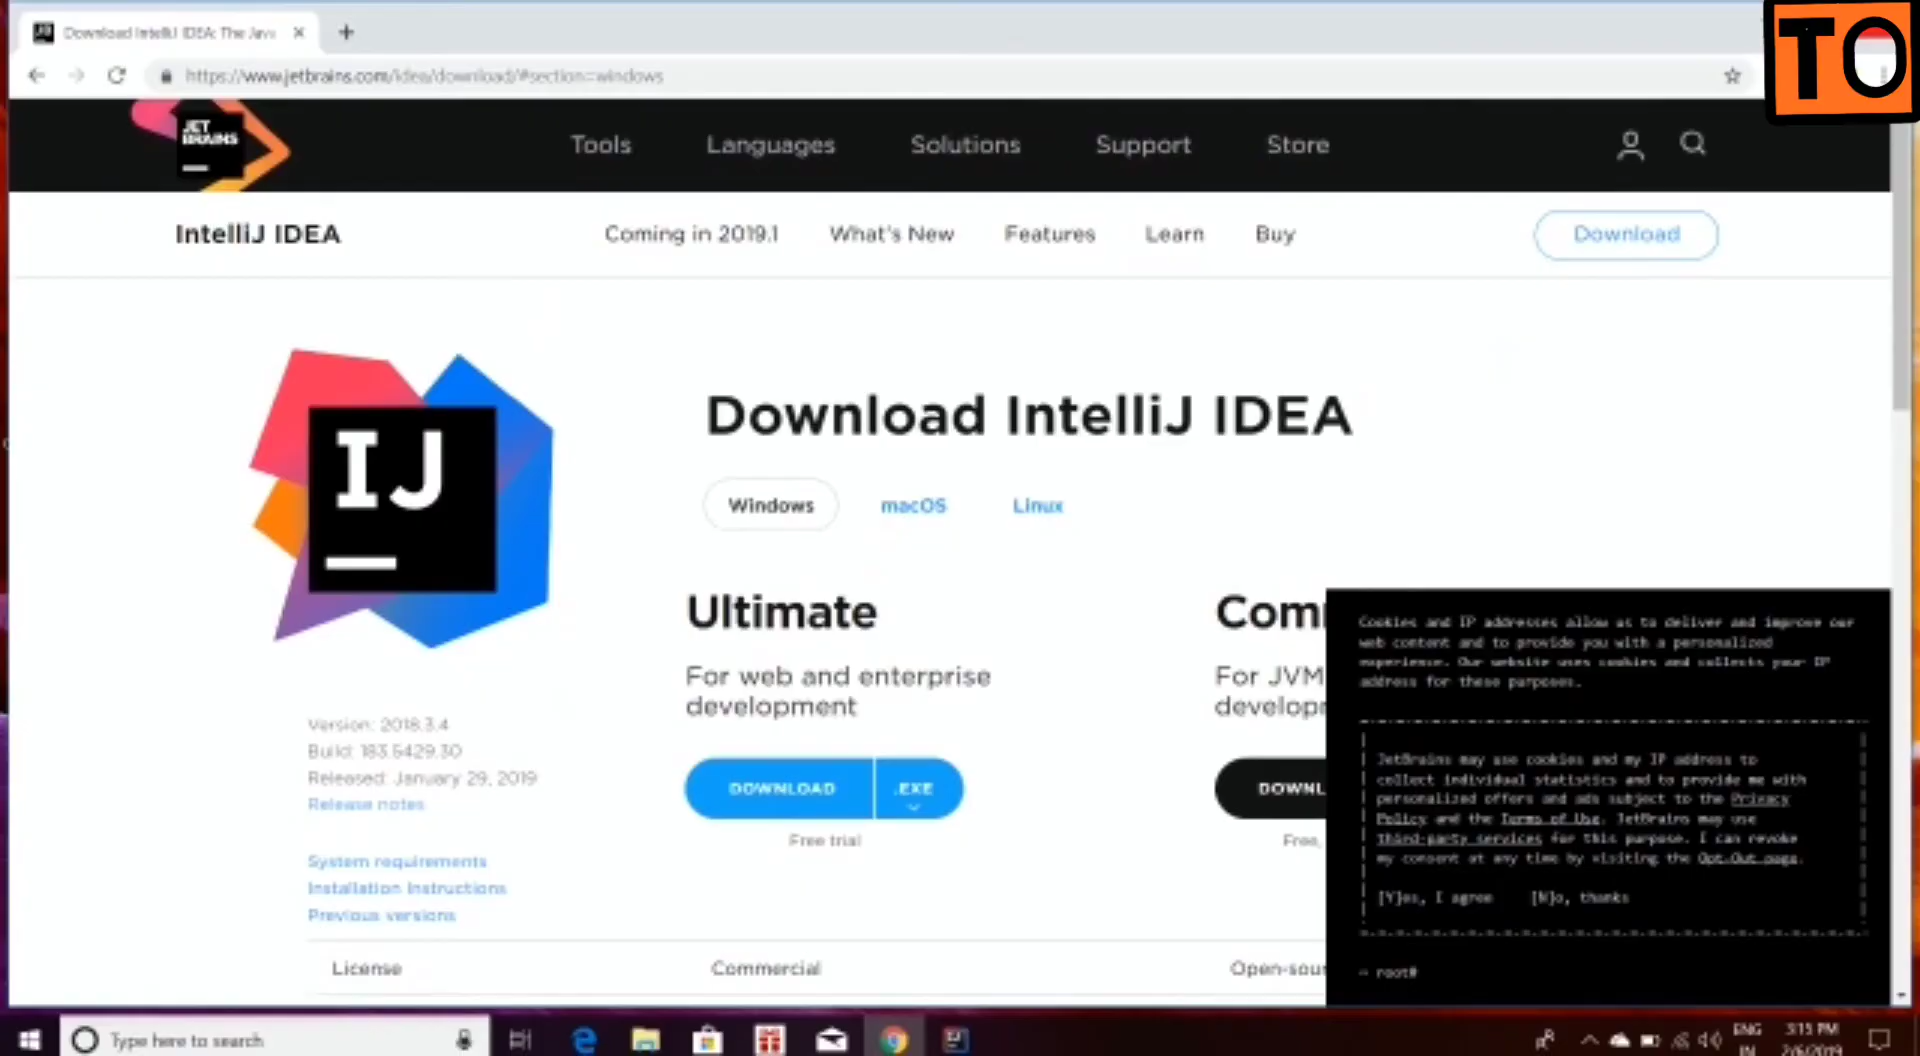 Download IntelliJ IDEA: The Java
TO
https://www.jetbrains.com/idea/download/#section=windows
JET
BRAINS
Tools Languages Solutions Support Store
IntelliJ IDEA Coming in 2019.1 What's New Features Learn Buy Download
IJ
Download IntelliJ IDEA
Windows macOS Linux
Ultimate
For web and enterprise
development
DOWNLOAD .EXE
Free trial
Com
For JVM
develop
DOWNL
Free,
Version: 2018.3.4
Build: 183.5429.30
Released: January 29, 2019
Release notes
System requirements
Installation Instructions
Previous versions
License Commercial Open-sou
Cookies and IP addresses allow us to deliver and improve our
web content and to provide you with a personalized
experience. Our website uses cookies and collects your IP
address for these purposes.
JetBrains may use cookies and my IP address to
collect individual statistics and to provide me with
personalized offers and ads subject to the Privacy
Policy and the Terms of Use. JetBrains may use
third-party services for this purpose. I can revoke
my consent at any time by visiting the Opt-Out page.
[Y]es, I agree [N]o, thanks
~ root#
Type here to search
ENG
IN
3:15 PM
2/6/2019